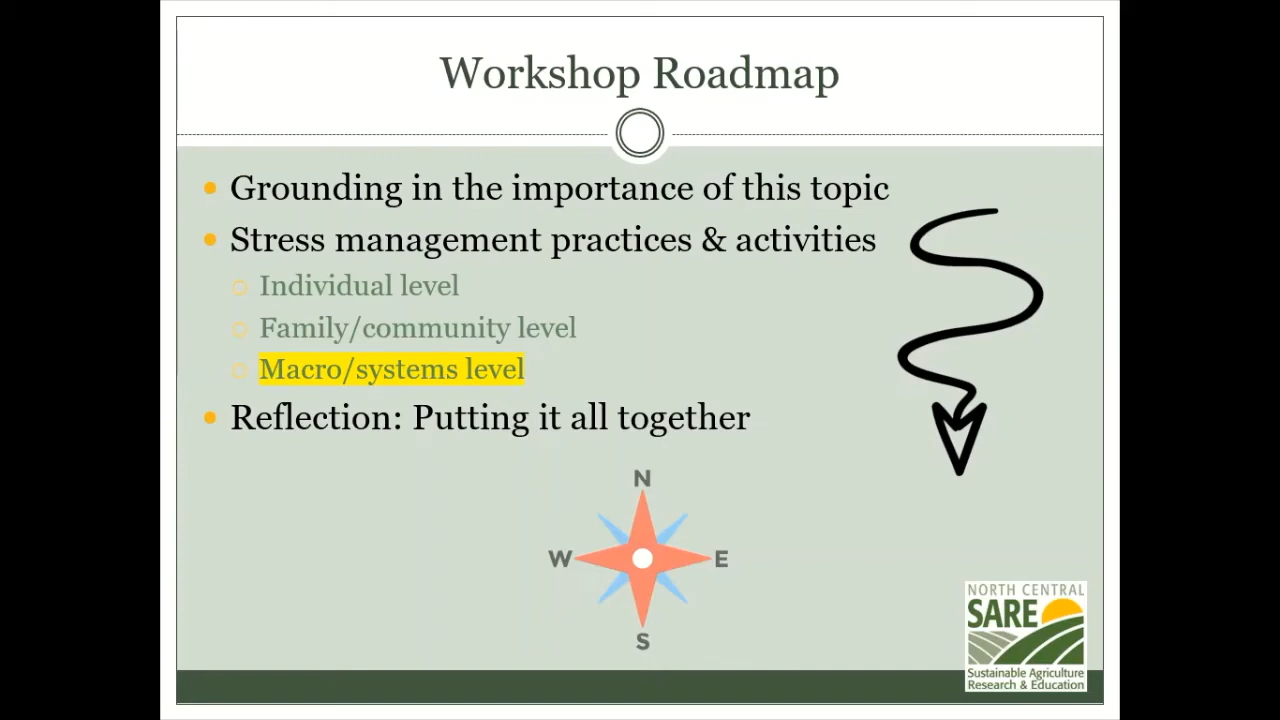 Workshop Roadmap
Grounding in the importance of this topic
Stress management practices & activities
Individual level
Family/community level
Macro/systems level
Reflection: Putting it all together
N
W
E
S
NORTH CENTRAL
SARE
Sustainable Agriculture
Research & Education